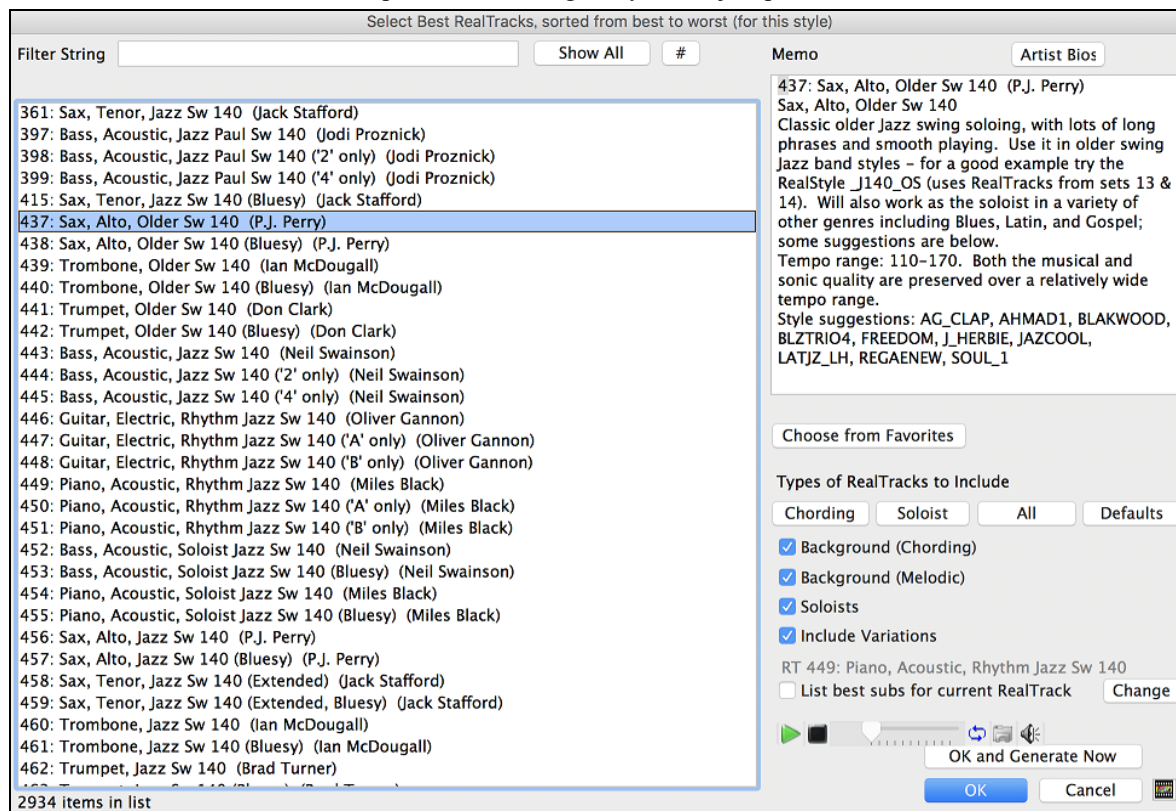 Select Best RealTracks, sorted from best to worst (for this style)
Filter String
Show All
#
361: Sax, Tenor, Jazz Sw 140 (Jack Stafford)
397: Bass, Acoustic, Jazz Paul Sw 140 (Jodi Proznick)
398: Bass, Acoustic, Jazz Paul Sw 140 ('2' only) (Jodi Proznick)
399: Bass, Acoustic, Jazz Paul Sw 140 ('4' only) (Jodi Proznick)
415: Sax, Tenor, Jazz Sw 140 (Bluesy) (Jack Stafford)
437: Sax, Alto, Older Sw 140 (P.J. Perry)
438: Sax, Alto, Older Sw 140 (Bluesy) (P.J. Perry)
439: Trombone, Older Sw 140 (Ian McDougall)
440: Trombone, Older Sw 140 (Bluesy) (Ian McDougall)
441: Trumpet, Older Sw 140 (Don Clark)
442: Trumpet, Older Sw 140 (Bluesy) (Don Clark)
443: Bass, Acoustic, Jazz Sw 140 (Neil Swainson)
444: Bass, Acoustic, Jazz Sw 140 ('2' only) (Neil Swainson)
445: Bass, Acoustic, Jazz Sw 140 ('4' only) (Neil Swainson)
446: Guitar, Electric, Rhythm Jazz Sw 140 (Oliver Gannon)
447: Guitar, Electric, Rhythm Jazz Sw 140 ('A' only) (Oliver Gannon)
448: Guitar, Electric, Rhythm Jazz Sw 140 ('B' only) (Oliver Gannon)
449: Piano, Acoustic, Rhythm Jazz Sw 140 (Miles Black)
450: Piano, Acoustic, Rhythm Jazz Sw 140 ('A' only) (Miles Black)
451: Piano, Acoustic, Rhythm Jazz Sw 140 ('B' only) (Miles Black)
452: Bass, Acoustic, Soloist Jazz Sw 140 (Neil Swainson)
453: Bass, Acoustic, Soloist Jazz Sw 140 (Bluesy) (Neil Swainson)
454: Piano, Acoustic, Soloist Jazz Sw 140 (Miles Black)
455: Piano, Acoustic, Soloist Jazz Sw 140 (Bluesy) (Miles Black)
456: Sax, Alto, Jazz Sw 140 (P.J. Perry)
457: Sax, Alto, Jazz Sw 140 (Bluesy) (P.J. Perry)
458: Sax, Tenor, Jazz Sw 140 (Extended) (Jack Stafford)
459: Sax, Tenor, Jazz Sw 140 (Extended, Bluesy) (Jack Stafford)
460: Trombone, Jazz Sw 140 (Ian McDougall)
461: Trombone, Jazz Sw 140 (Bluesy) (Ian McDougall)
462: Trumpet, Jazz Sw 140 (Brad Turner)
2934 items in list
Memo
Artist Bios
437: Sax, Alto, Older Sw 140 (P.J. Perry)
Sax, Alto, Older Sw 140
Classic older Jazz swing soloing, with lots of long
phrases and smooth playing. Use it in older swing
Jazz band styles – for a good example try the
RealStyle _J140_OS (uses RealTracks from sets 13 &
14). Will also work as the soloist in a variety of
other genres including Blues, Latin, and Gospel;
some suggestions are below.
Tempo range: 110–170. Both the musical and
sonic quality are preserved over a relatively wide
tempo range.
Style suggestions: AG_CLAP, AHMAD1, BLAKWOOD,
BLZTRIO4, FREEDOM, J_HERBIE, JAZCOOL,
LATJZ_LH, REGAENEW, SOUL_1
Choose from Favorites
Types of RealTracks to Include
Chording
Soloist
All
Defaults
Background (Chording)
Background (Melodic)
Soloists
Include Variations
RT 449: Piano, Acoustic, Rhythm Jazz Sw 140
List best subs for current RealTrack
Change
OK and Generate Now
OK
Cancel